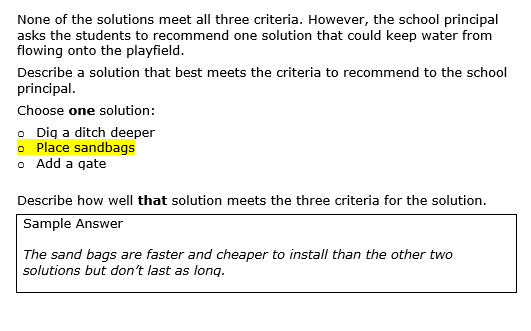 None of the solutions meet all three criteria. However, the school principal
asks the students to recommend one solution that could keep water from
flowing onto the playfield.
Describe a solution that best meets the criteria to recommend to the school
principal.
Choose one solution:
o Dig a ditch deeper
o Place sandbags
o Add a gate
Describe how well that solution meets the three criteria for the solution.
Sample Answer
The sand bags are faster and cheaper to install than the other two
solutions but don’t last as long.